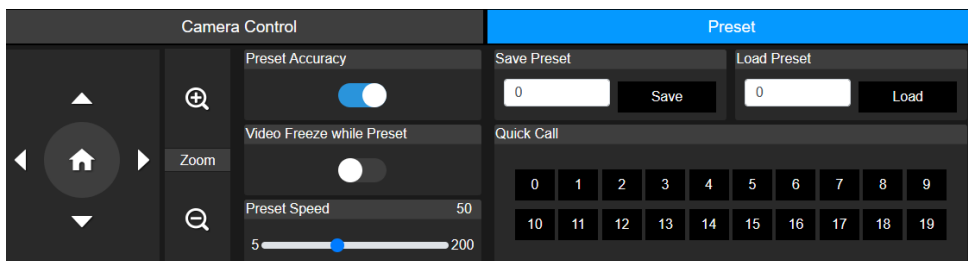 Camera Control
Preset
Preset Accuracy
Save Preset
Load Preset
0
Save
0
Load
Video Freeze while Preset
Quick Call
Zoom
0 1 2 3 4 5 6 7 8 9
Preset Speed 50
10 11 12 13 14 15 16 17 18 19
5 200